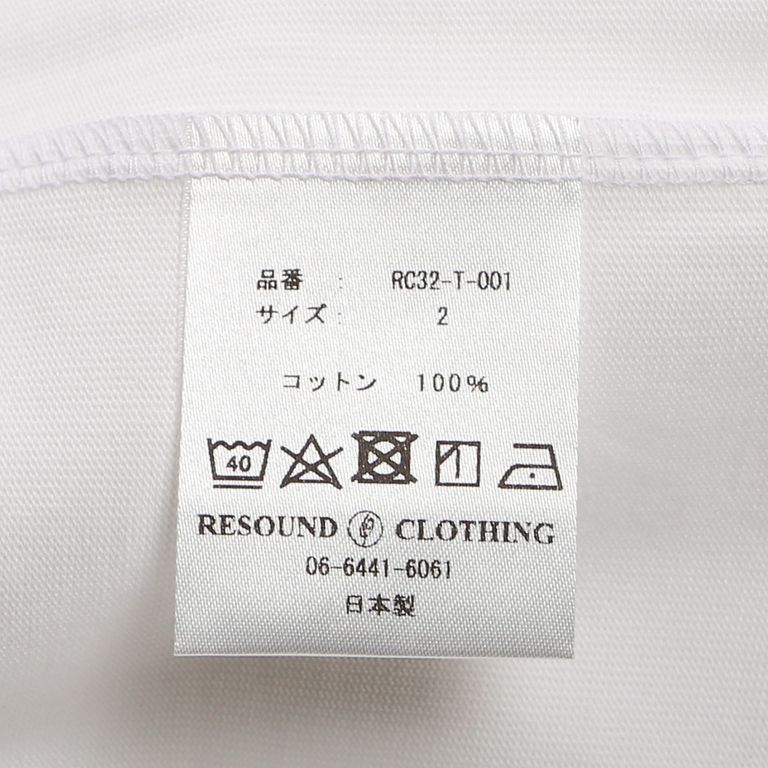 品番 : RC32-T-001
サイズ : 2
コットン 100%
40
RESOUND CLOTHING
06-6441-6061
日本製